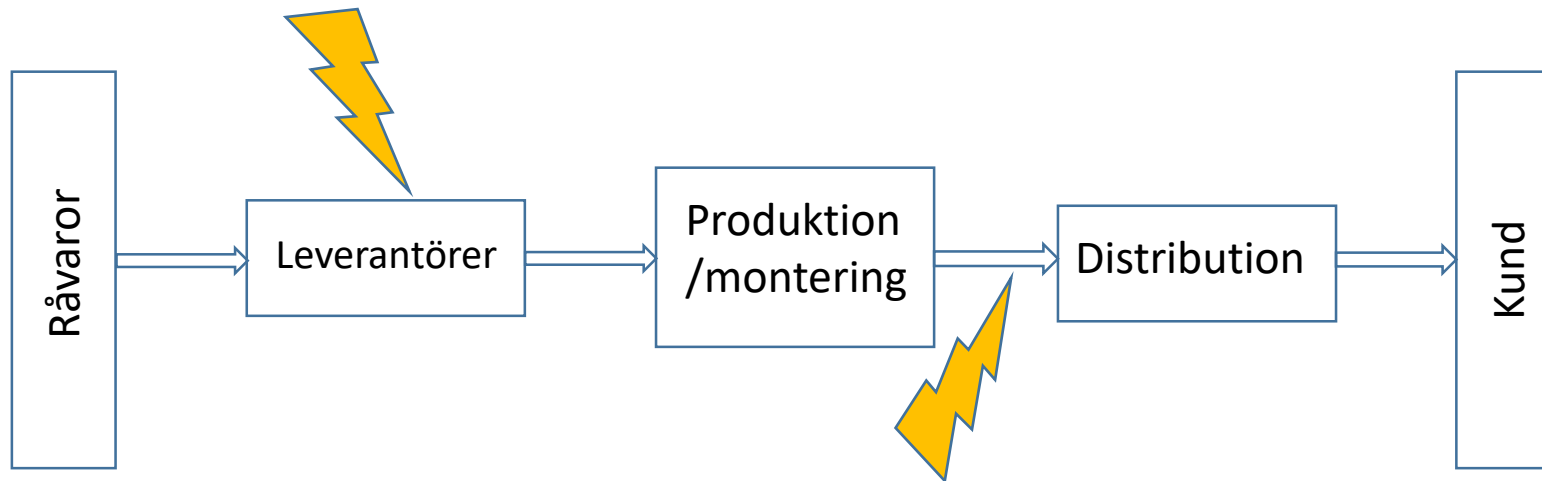 Råvaror
Leverantörer
Produktion
/montering
Distribution
Kund